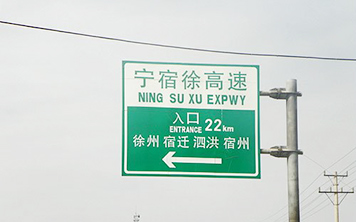 宁宿徐高速
NING SU XU EXPWY
入口
ENTRANCE 22km
徐州 宿迁 泗洪 宿州